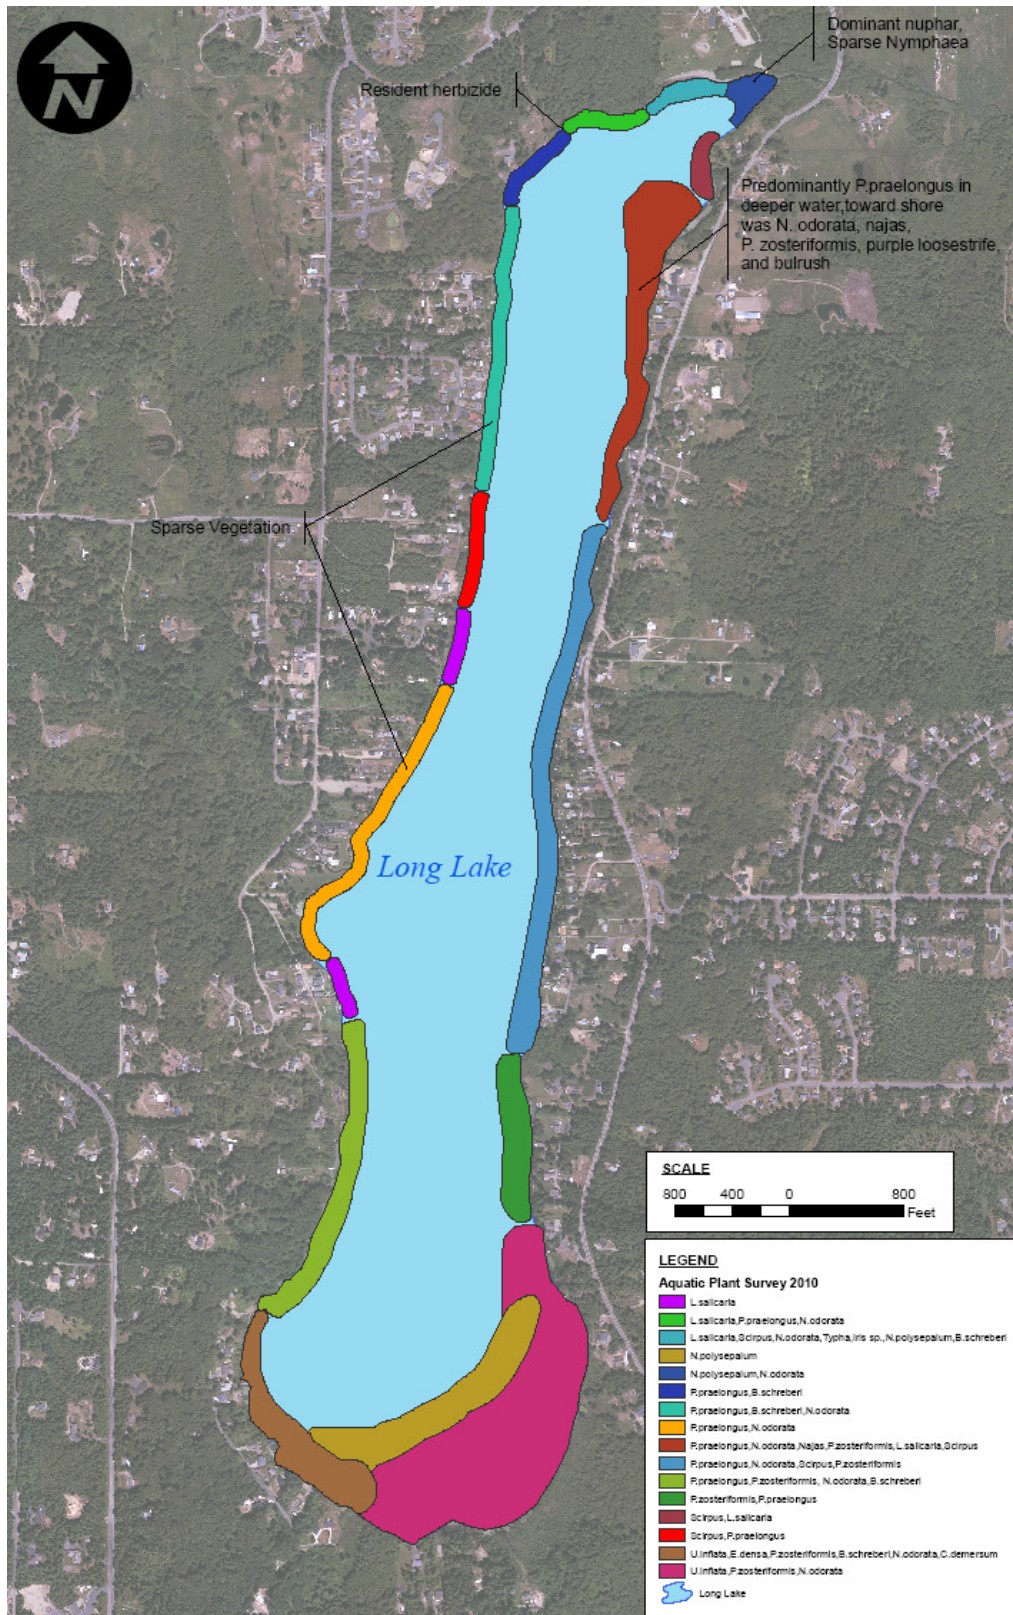 N
Dominant nuphar,
Sparse Nymphaea
Resident herbizide
Predominantly P.praelongus in
deeper water,toward shore
was N. odorata, najas,
P. zosteriformis, purple loosestrife,
and bulrush
Sparse Vegetation
Long Lake
SCALE
800 400 0 800
Feet
LEGEND
Aquatic Plant Survey 2010
L.salicaria
L.salicaria,P.praelongus,N.odorata
L.salicaria,Scirpus,N.odorata,Typha,Iris sp.,N.polysepalum,B.schreberi
N.polysepalum
N.polysepalum,N.odorata
P.praelongus,B.schreberi
P.praelongus,B.schreberi,N.odorata
P.praelongus,N.odorata
P.praelongus,N.odorata,Najas,P.zosteriformis,L.salicaria,Scirpus
P.praelongus,N.odorata,Scirpus,P.zosteriformis
P.praelongus,P.zosteriformis, N.odorata,B.schreberi
P.zosteriformis,P.praelongus
Scirpus,L.salicaria
Scirpus,P.praelongus
U.inflata,E.densa,P.zosteriformis,B.schreberi,N.odorata,C.demersum
U.inflata,P.zosteriformis,N.odorata
Long Lake